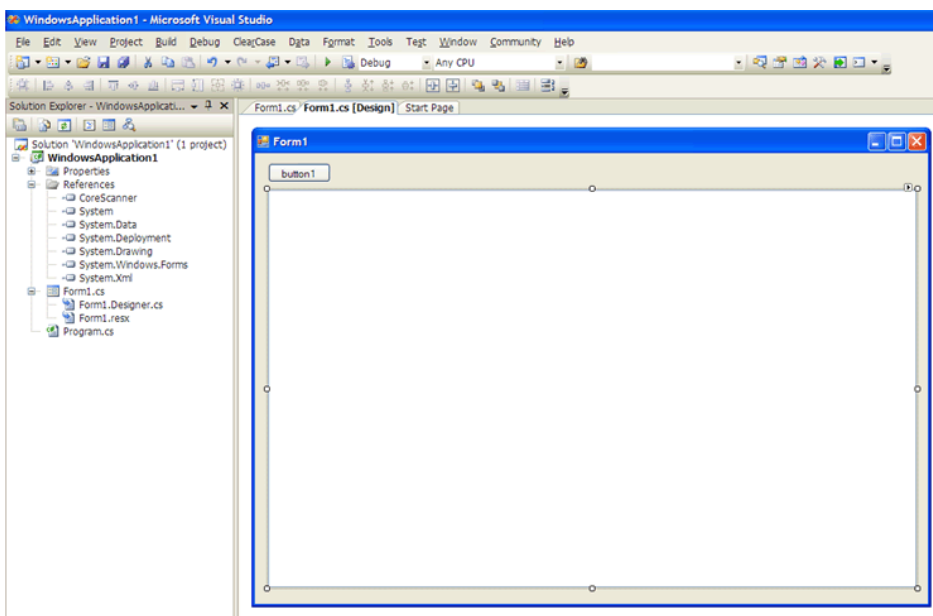 WindowsApplication1 - Microsoft Visual Studio
File Edit View Project Build Debug ClearCase Data Format Tools Test Window Community Help
Debug Any CPU
Solution Explorer - WindowsApplicati...
Form1.cs Form1.cs [Design] Start Page
Solution 'WindowsApplication1' (1 project)
WindowsApplication1
Properties
References
CoreScanner
System
System.Data
System.Deployment
System.Drawing
System.Windows.Forms
System.Xml
Form1.cs
Form1.Designer.cs
Form1.resx
Program.cs
Form1
button1